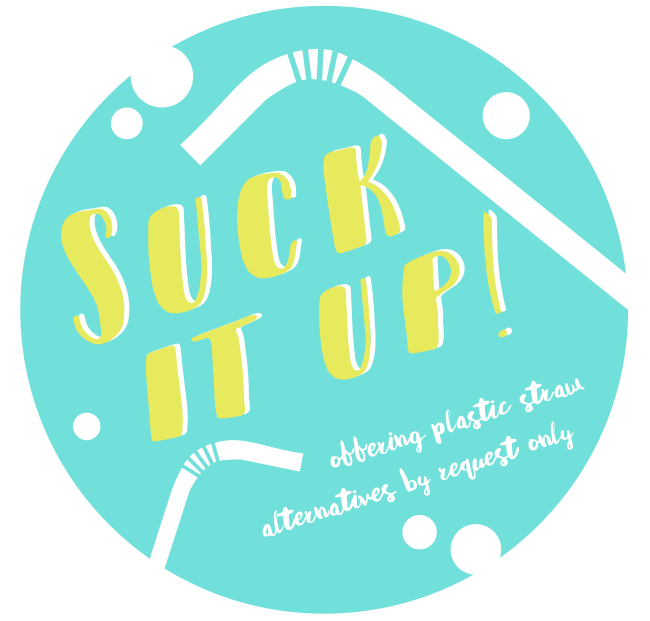 SUCK
IT UP!
offering plastic straw
alternatives by request only